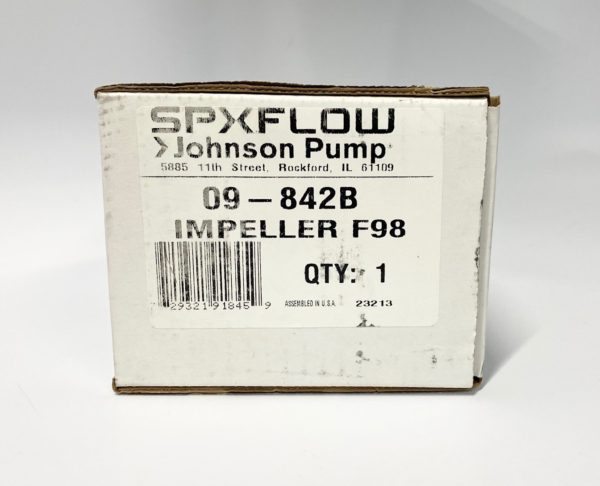 SPXFLOW
Johnson Pump
5885 11th Street, Rockford, IL 61109
09-842B
IMPELLER F98
QTY: 1
7 29321 91845 9
ASSEMBLED IN U.S.A. 23213